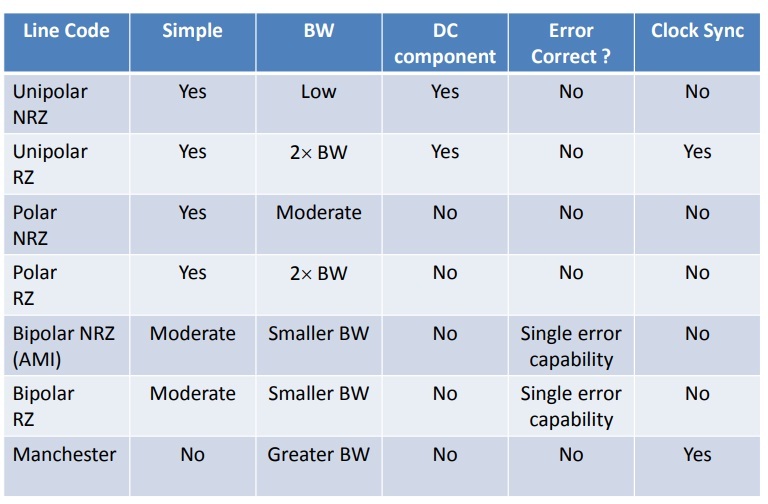 Line Code Simple BW DC component Error Correct ? Clock Sync
Unipolar NRZ Yes Low Yes No No
Unipolar RZ Yes 2× BW Yes No Yes
Polar NRZ Yes Moderate No No No
Polar RZ Yes 2× BW No No No
Bipolar NRZ (AMI) Moderate Smaller BW No Single error capability No
Bipolar RZ Moderate Smaller BW No Single error capability No
Manchester No Greater BW No No Yes